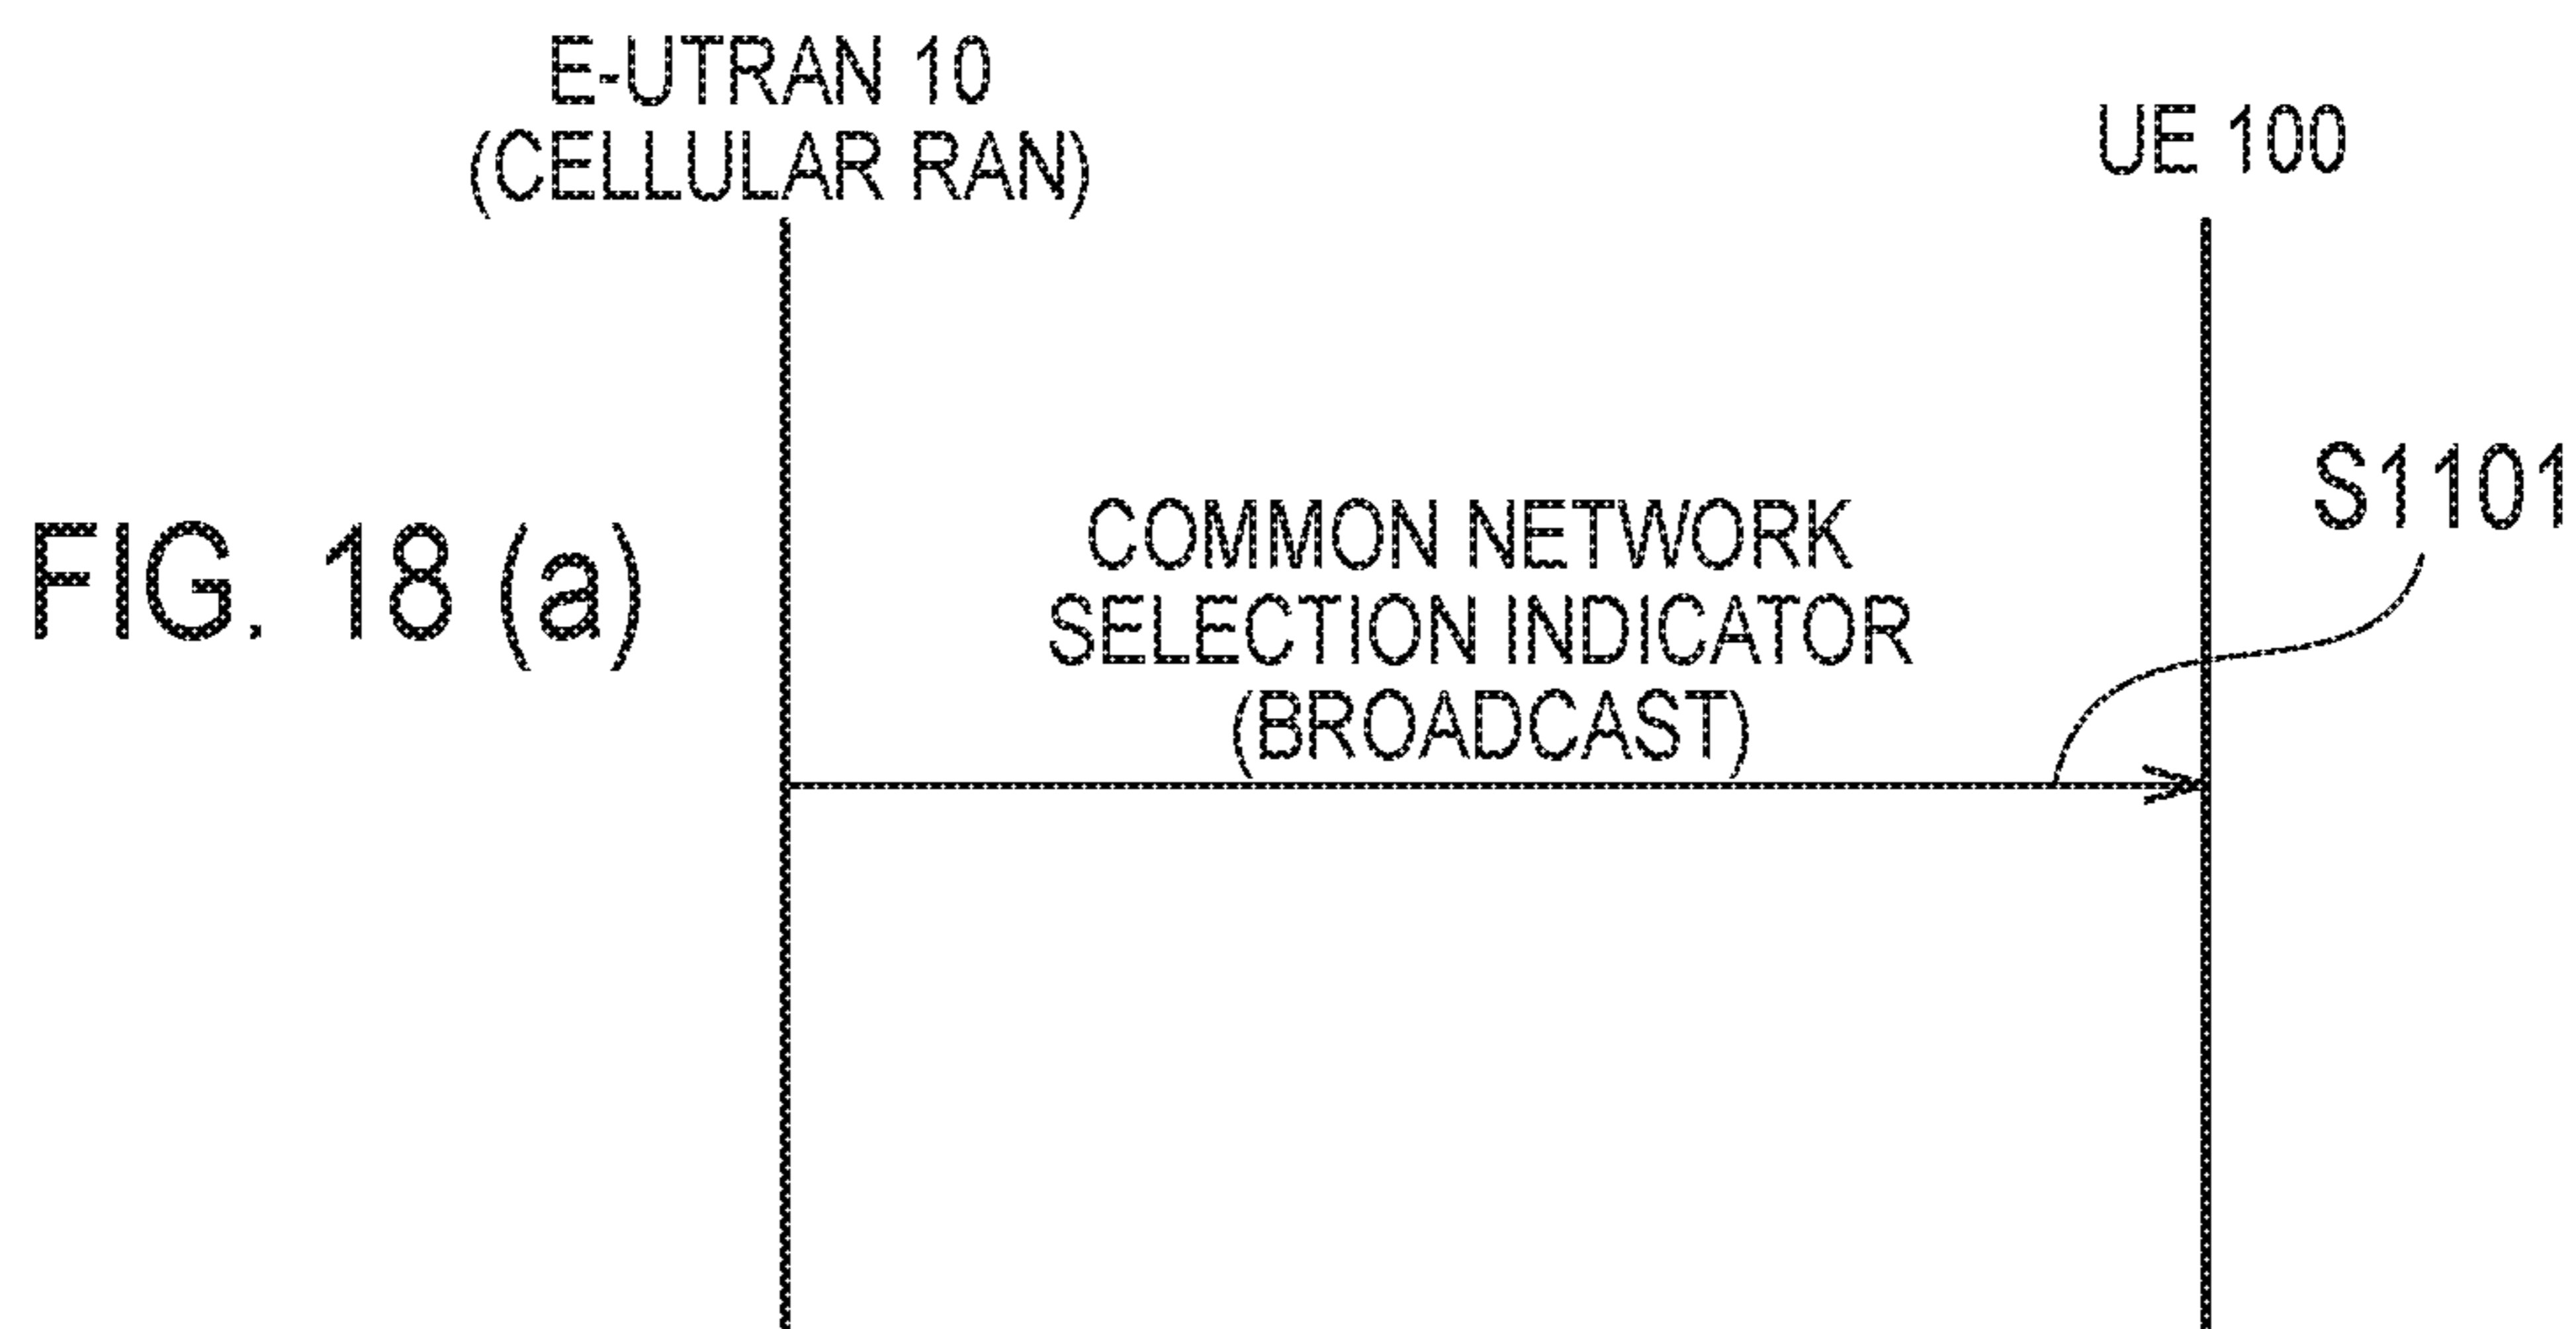 E-UTRAN 10
(CELLULAR RAN)
UE 100
S1101
FIG. 18 (a)
COMMON NETWORK
SELECTION INDICATOR
(BROADCAST)